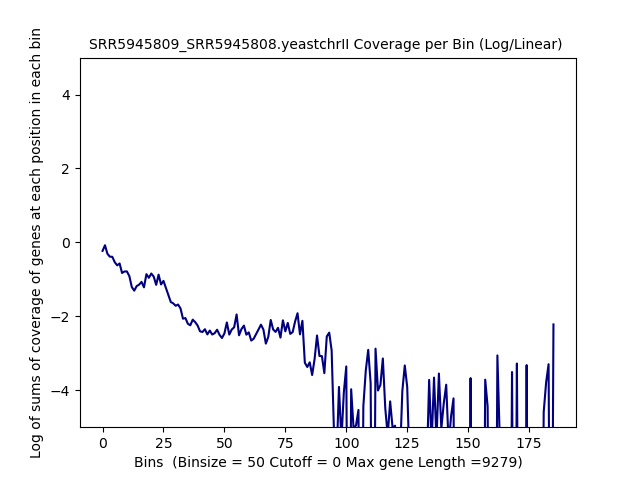 SRR5945809_SRR5945808.yeastchrII Coverage per Bin (Log/Linear)
Log of sums of coverage of genes at each position in each bin
4
2
0
−2
−4
0 25 50 75 100 125 150 175
Bins  (Binsize = 50 Cutoff = 0 Max gene Length =9279)